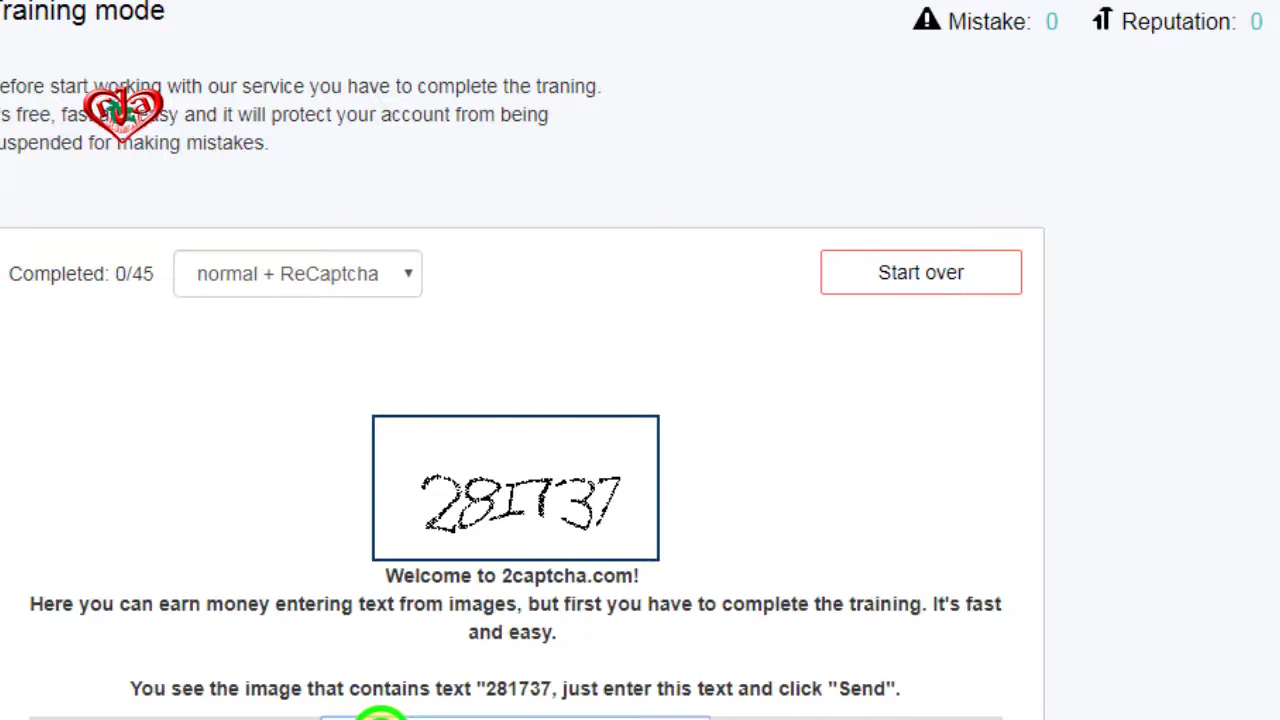 raining mode
Mistake: 0 Reputation: 0
efore start working with our service you have to complete the traning.
's free, fast and easy and it will protect your account from being
uspended for making mistakes.
Completed: 0/45 normal + ReCaptcha Start over
281737
Welcome to 2captcha.com!
Here you can earn money entering text from images, but first you have to complete the training. It's fast
and easy.
You see the image that contains text "281737, just enter this text and click "Send".